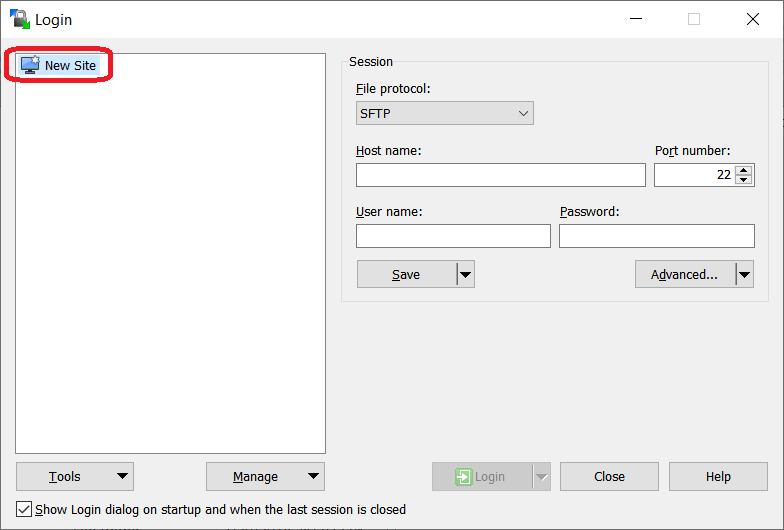 Login
New Site
Session
File protocol:
SFTP
Host name:
Port number:
22
User name:
Password:
Save
Advanced...
Tools
Manage
Login
Close
Help
Show Login dialog on startup and when the last session is closed